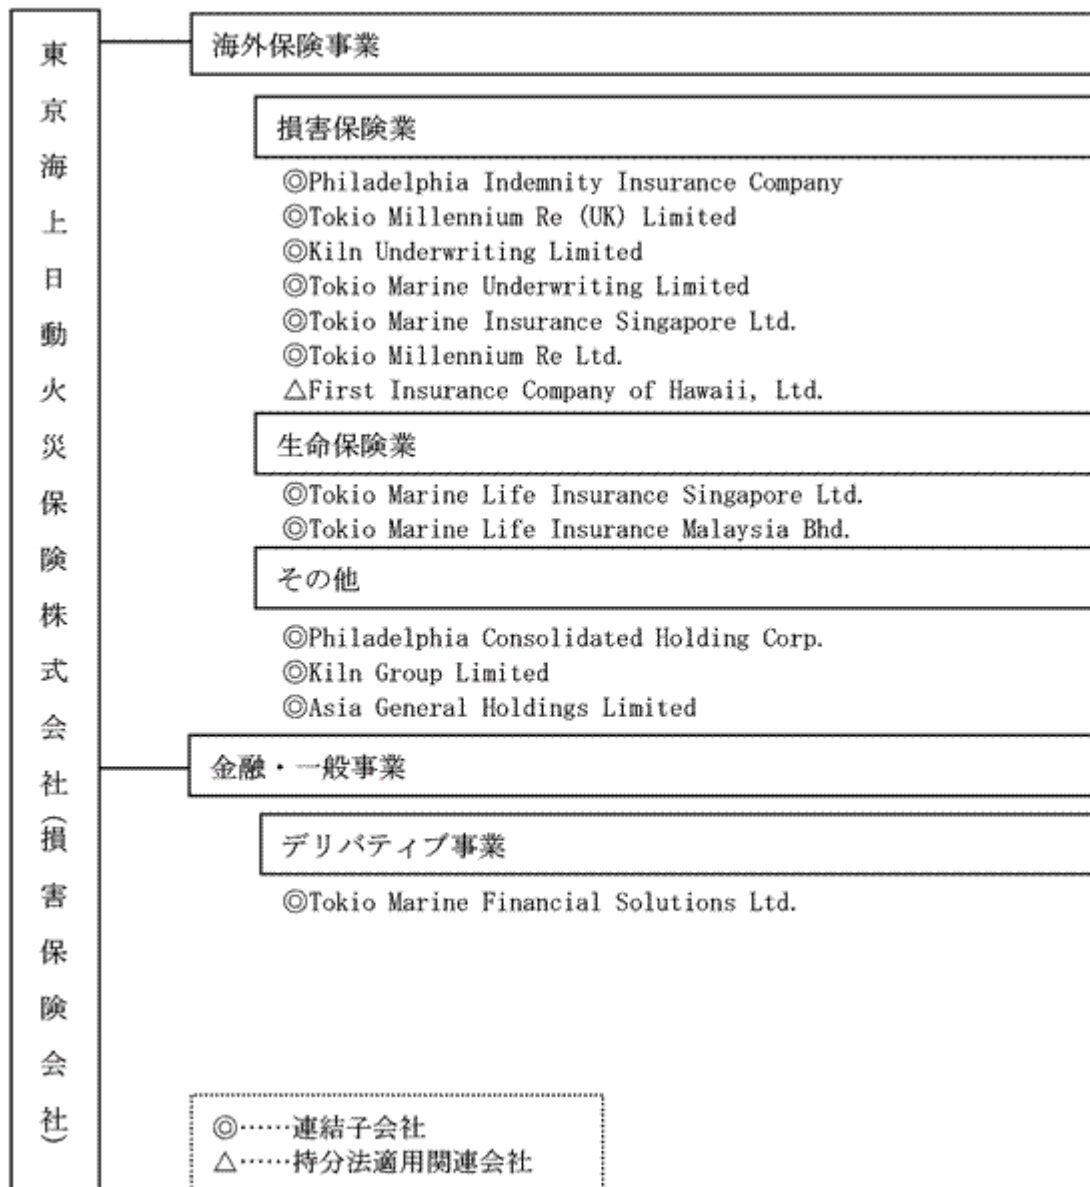 東京海上日動火災保険株式会社(損害保険会社)
海外保険事業
損害保険業
◎Philadelphia Indemnity Insurance Company
◎Tokio Millennium Re (UK) Limited
◎Kiln Underwriting Limited
◎Tokio Marine Underwriting Limited
◎Tokio Marine Insurance Singapore Ltd.
◎Tokio Millennium Re Ltd.
△First Insurance Company of Hawaii, Ltd.
生命保険業
◎Tokio Marine Life Insurance Singapore Ltd.
◎Tokio Marine Life Insurance Malaysia Bhd.
その他
◎Philadelphia Consolidated Holding Corp.
◎Kiln Group Limited
◎Asia General Holdings Limited
金融・一般事業
デリバティブ事業
◎Tokio Marine Financial Solutions Ltd.
◎……連結子会社
△……持分法適用関連会社